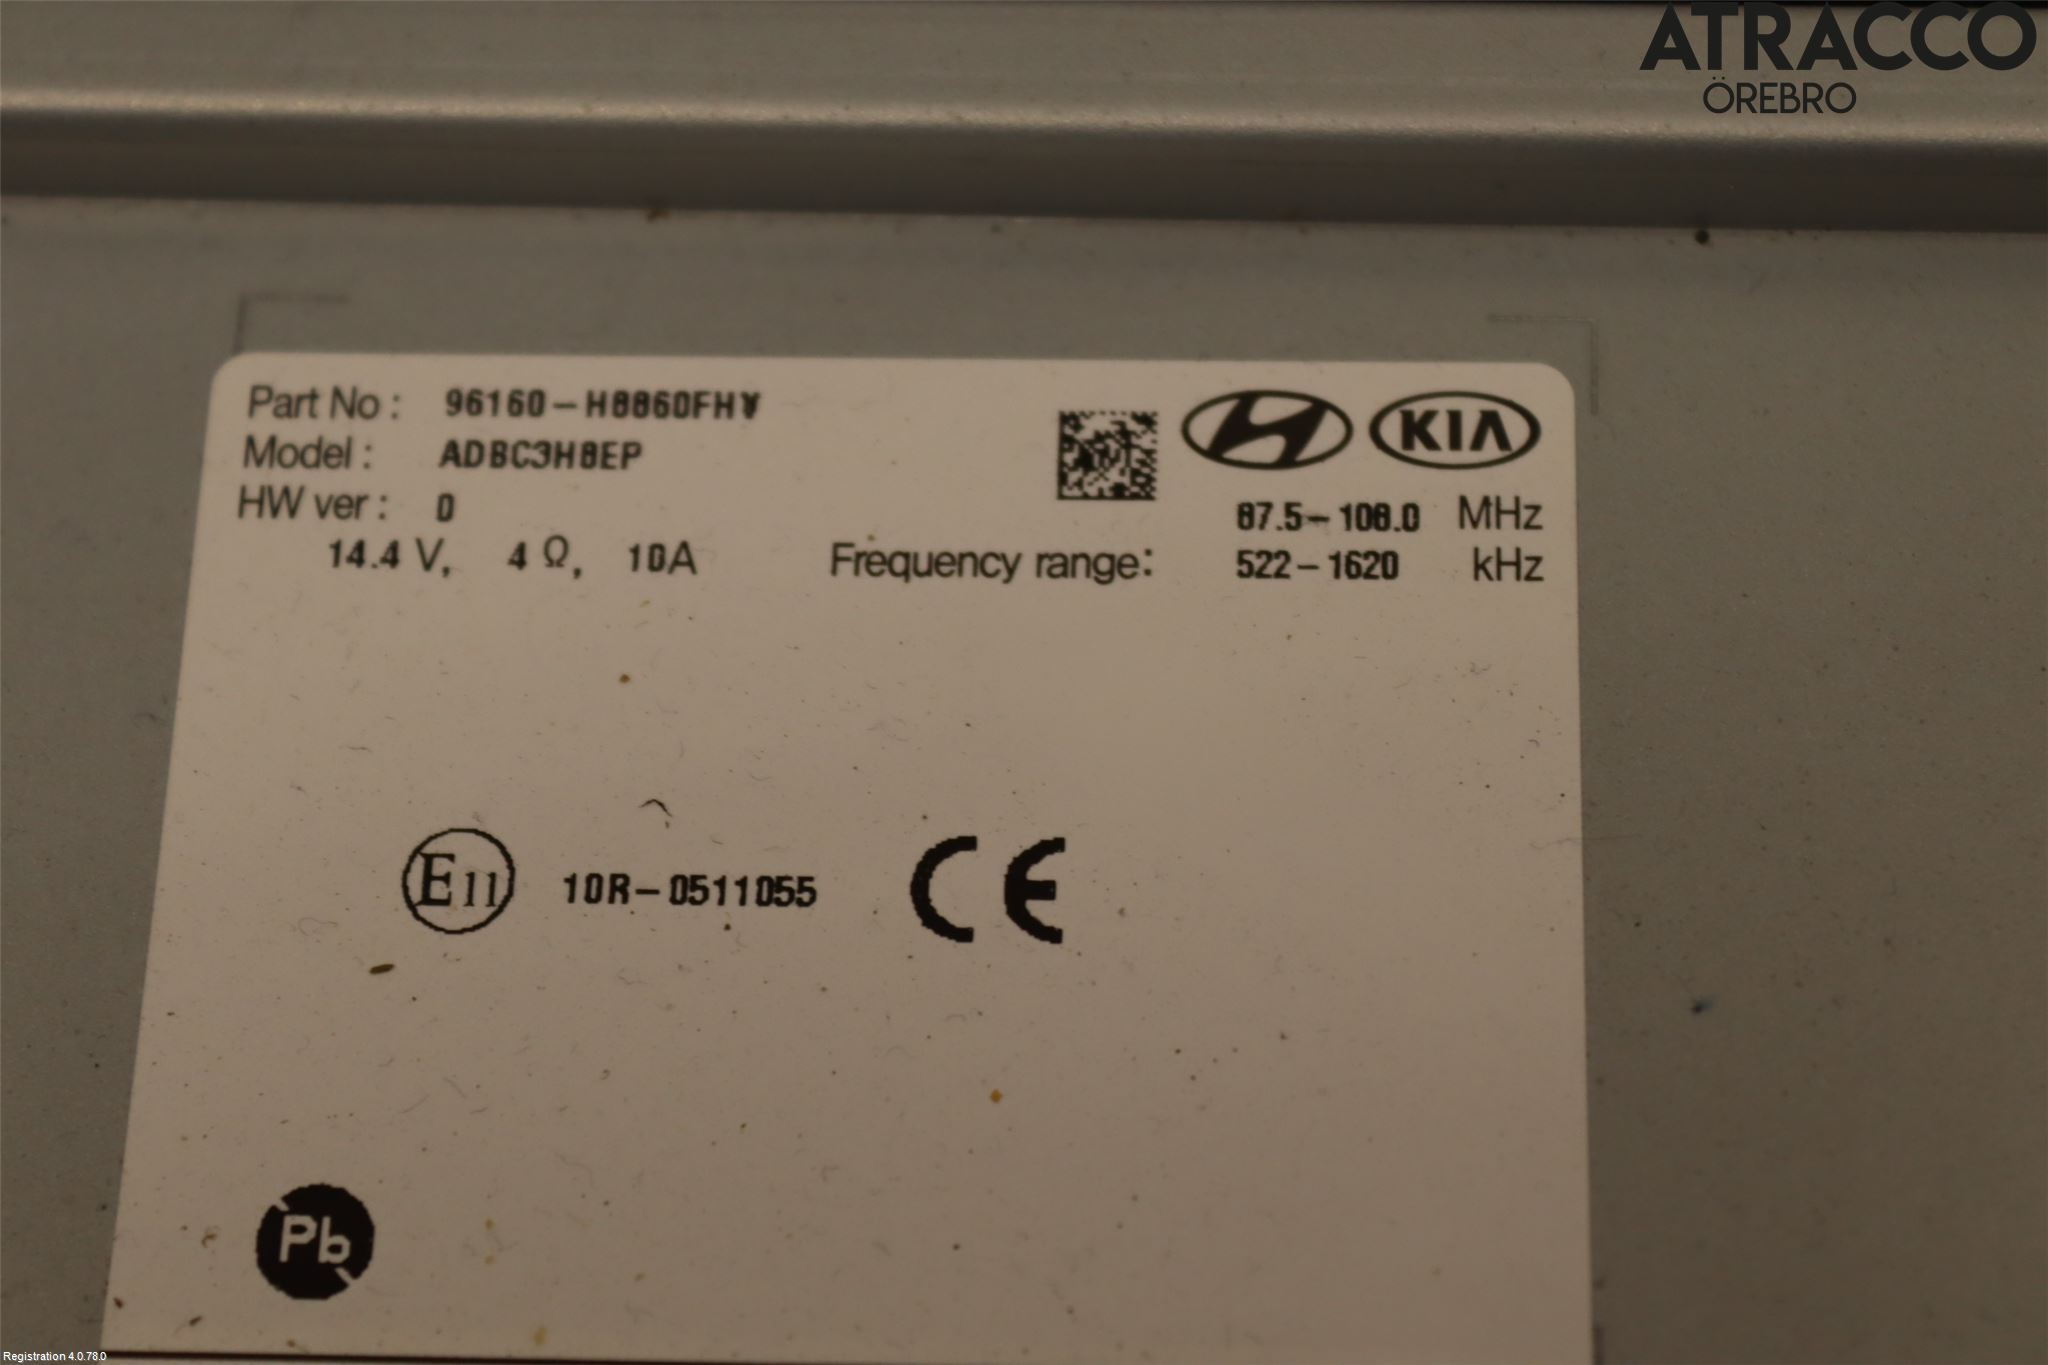 ATRACCO
ÖREBRO
Part No : 96160-H8860FHV
Model : ADBC3H8EP
HW ver : 0
14.4 V, 4 Ω, 10A
KIA
87.5-108.0 MHz
Frequency range: 522-1620 kHz
E11 10R-0511055 CE
Pb
Registration 4.0.78.0